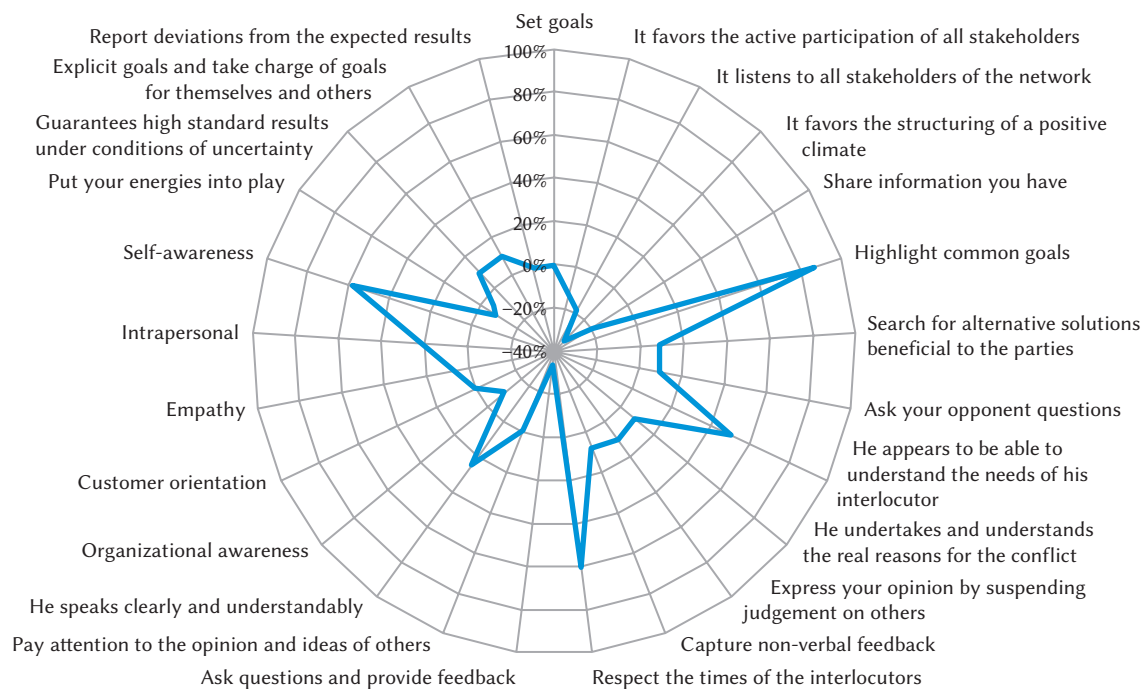 Set goals
It favors the active participation of all stakeholders
It listens to all stakeholders of the network
It favors the structuring of a positive
climate
Share information you have
Highlight common goals
Search for alternative solutions
beneficial to the parties
Ask your opponent questions
He appears to be able to
understand the needs of his
interlocutor
He undertakes and understands
the real reasons for the conflict
Express your opinion by suspending
judgement on others
Capture non-verbal feedback
Respect the times of the interlocutors
Ask questions and provide feedback
Pay attention to the opinion and ideas of others
He speaks clearly and understandably
Organizational awareness
Customer orientation
Empathy
Intrapersonal
Self-awareness
Put your energies into play
Guarantees high standard results
under conditions of uncertainty
Explicit goals and take charge of goals
for themselves and others
Report deviations from the expected results
100%
80%
60%
40%
20%
0%
−20%
−40%